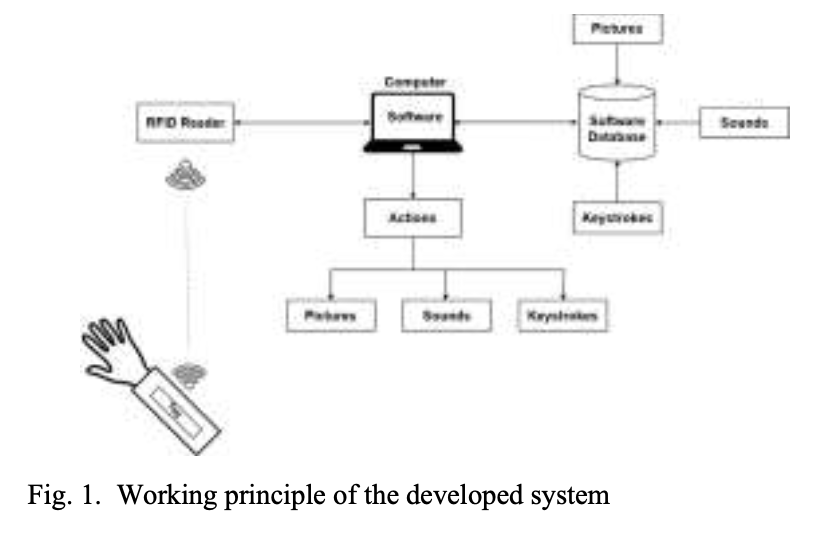 Pictures
Computer
RFID Reader
Software
Software
Database
Sounds
Actions
Keystrokes
Pictures
Sounds
Keystrokes
Tag
Fig. 1. Working principle of the developed system